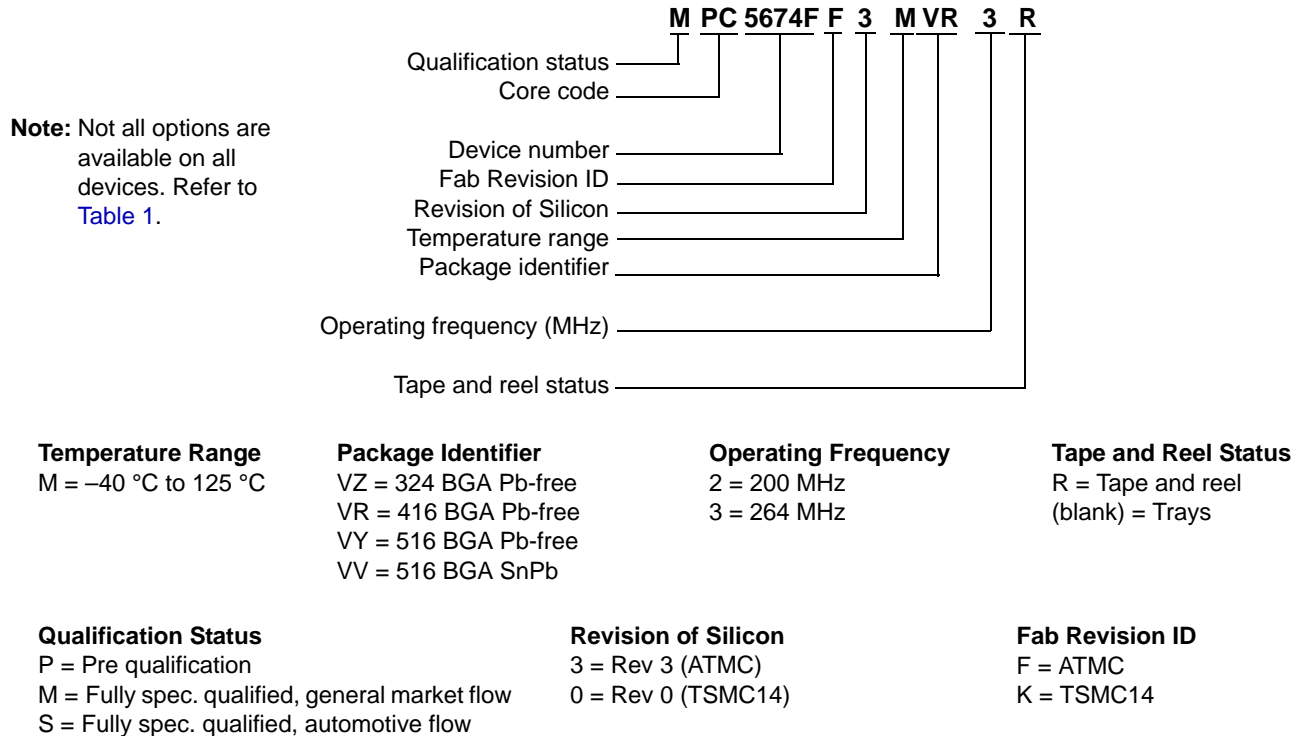 M PC 5674F F 3 M VR 3 R
Qualification status
Core code
Note: Not all options are
available on all
devices. Refer to
Table 1.
Device number
Fab Revision ID
Revision of Silicon
Temperature range
Package identifier
Operating frequency (MHz)
Tape and reel status
Temperature Range
M = –40 °C to 125 °C
Package Identifier
VZ = 324 BGA Pb-free
VR = 416 BGA Pb-free
VY = 516 BGA Pb-free
VV = 516 BGA SnPb
Operating Frequency
2 = 200 MHz
3 = 264 MHz
Tape and Reel Status
R = Tape and reel
(blank) = Trays
Qualification Status
P = Pre qualification
M = Fully spec. qualified, general market flow
S = Fully spec. qualified, automotive flow
Revision of Silicon
3 = Rev 3 (ATMC)
0 = Rev 0 (TSMC14)
Fab Revision ID
F = ATMC
K = TSMC14